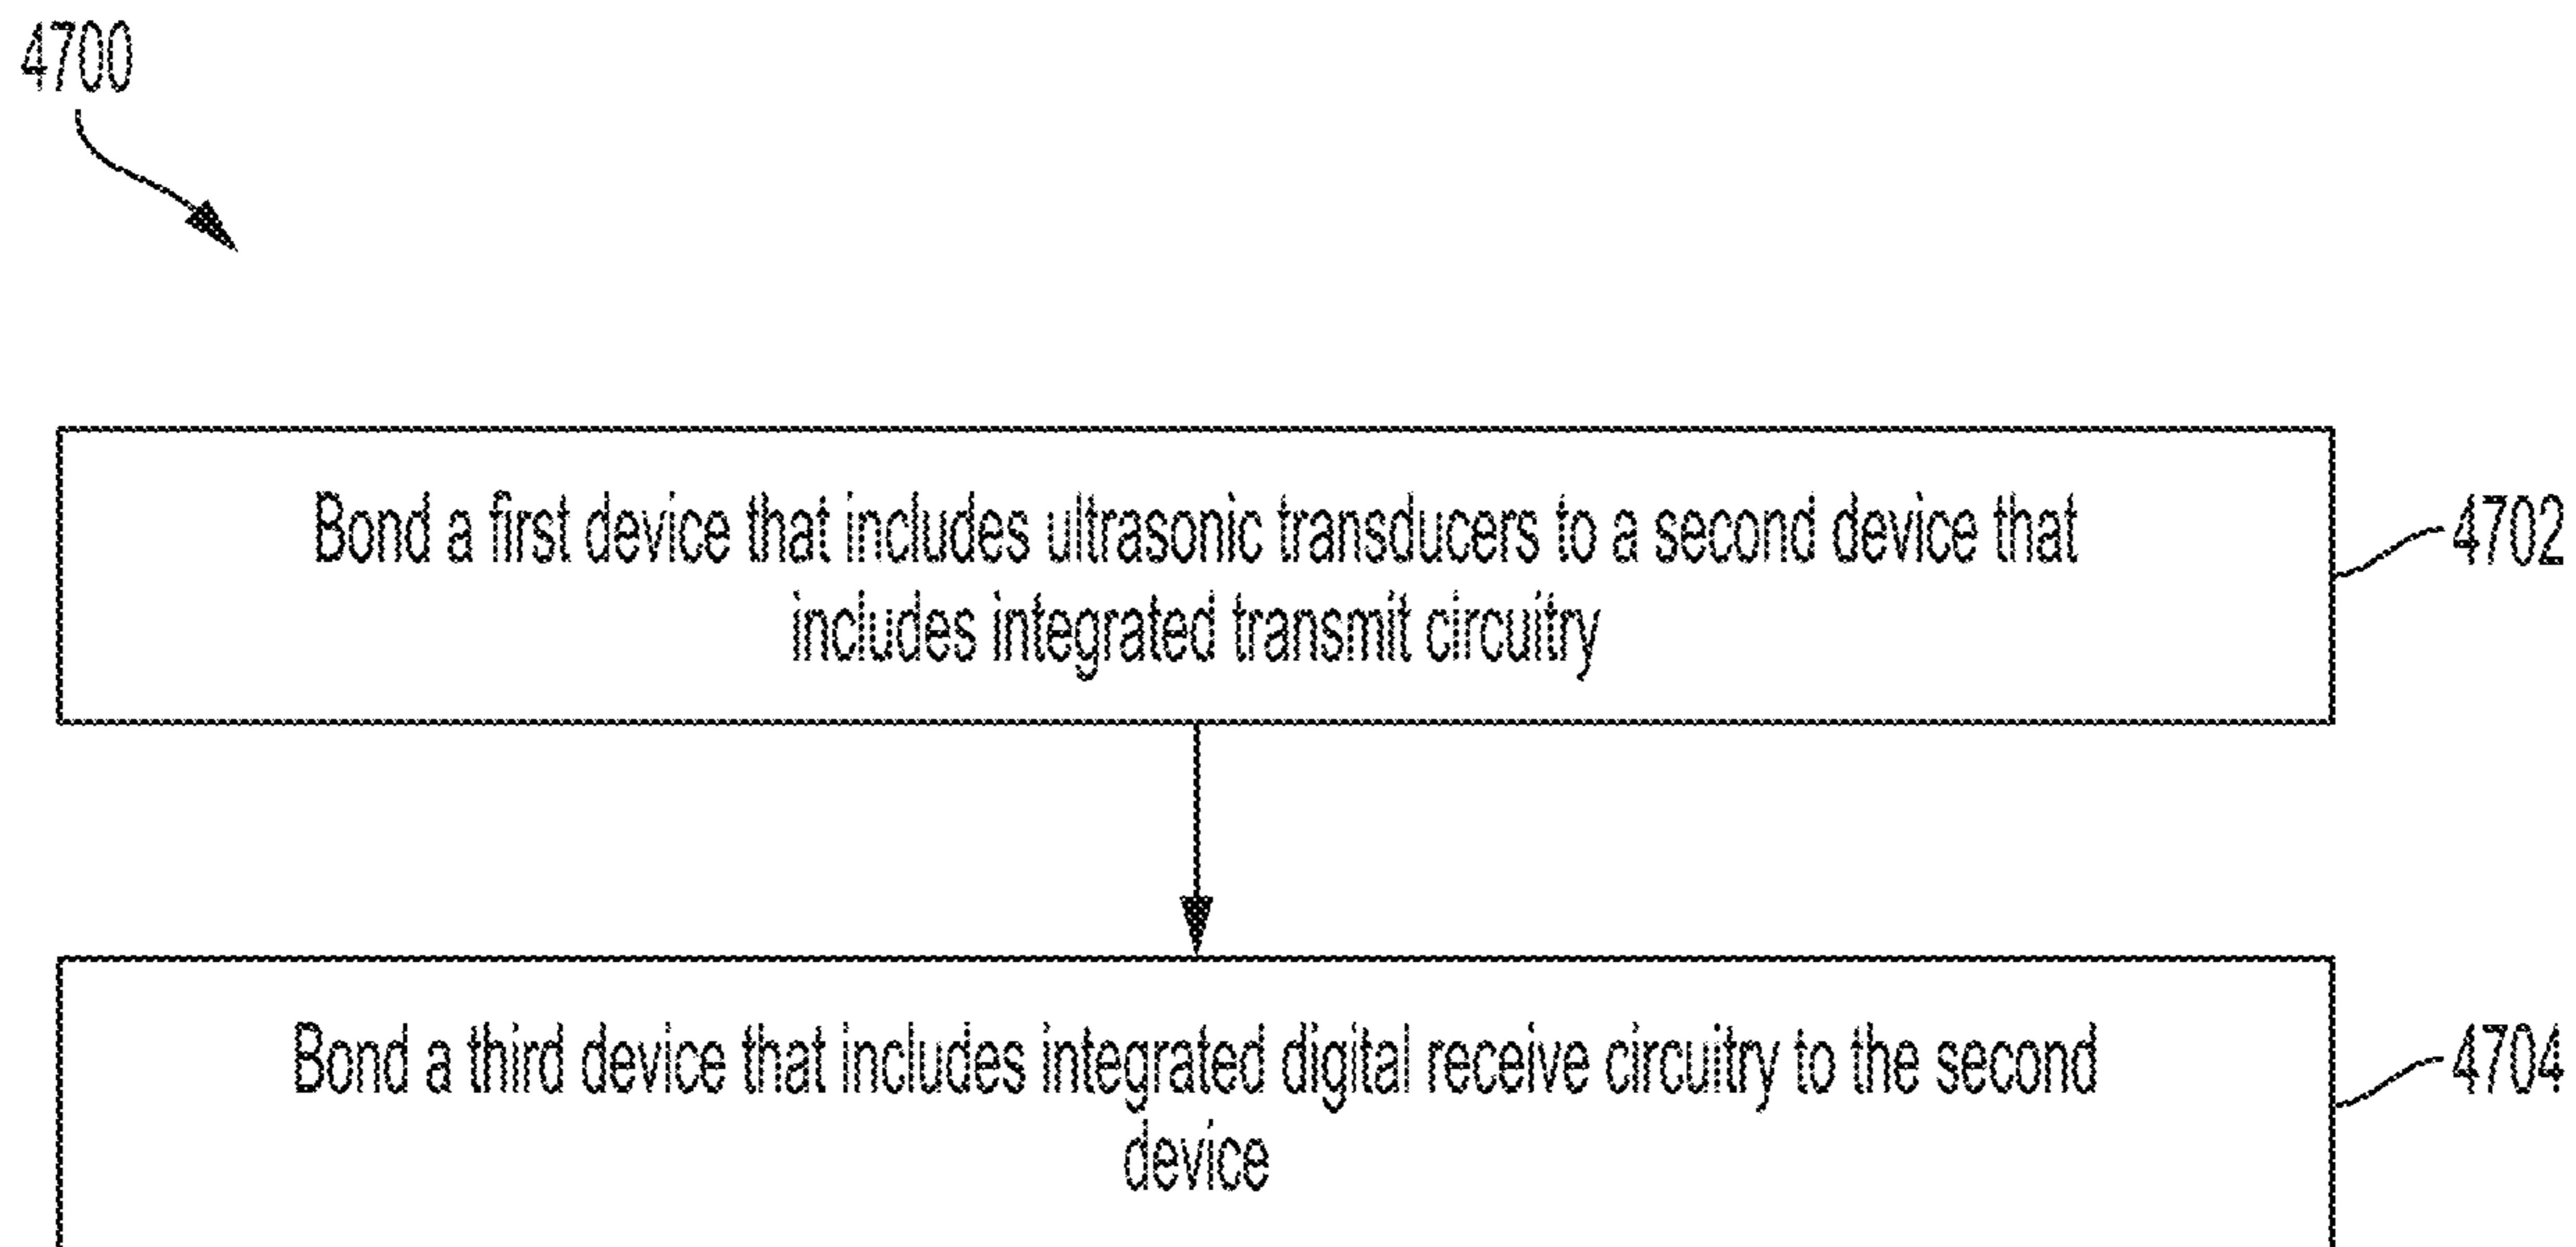 4700
Bond a first device that includes ultrasonic transducers to a second device that
includes integrated transmit circuitry
4702
Bond a third device that includes integrated digital receive circuitry to the second
device
4704